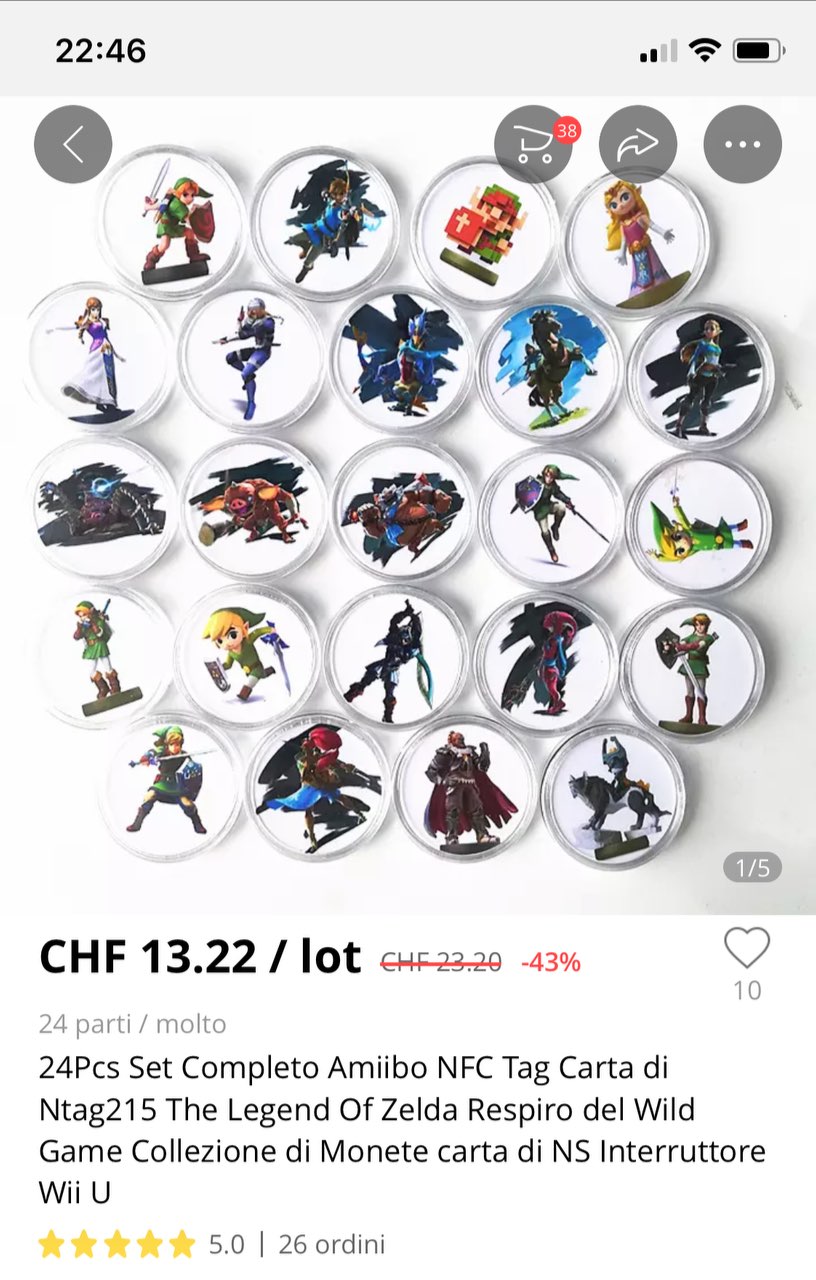 22:46
38
1/5
CHF 13.22 / lot CHF 23.20 -43%
10
24 parti / molto
24Pcs Set Completo Amiibo NFC Tag Carta di
Ntag215 The Legend Of Zelda Respiro del Wild
Game Collezione di Monete carta di NS Interruttore
Wii U
5.0 | 26 ordini